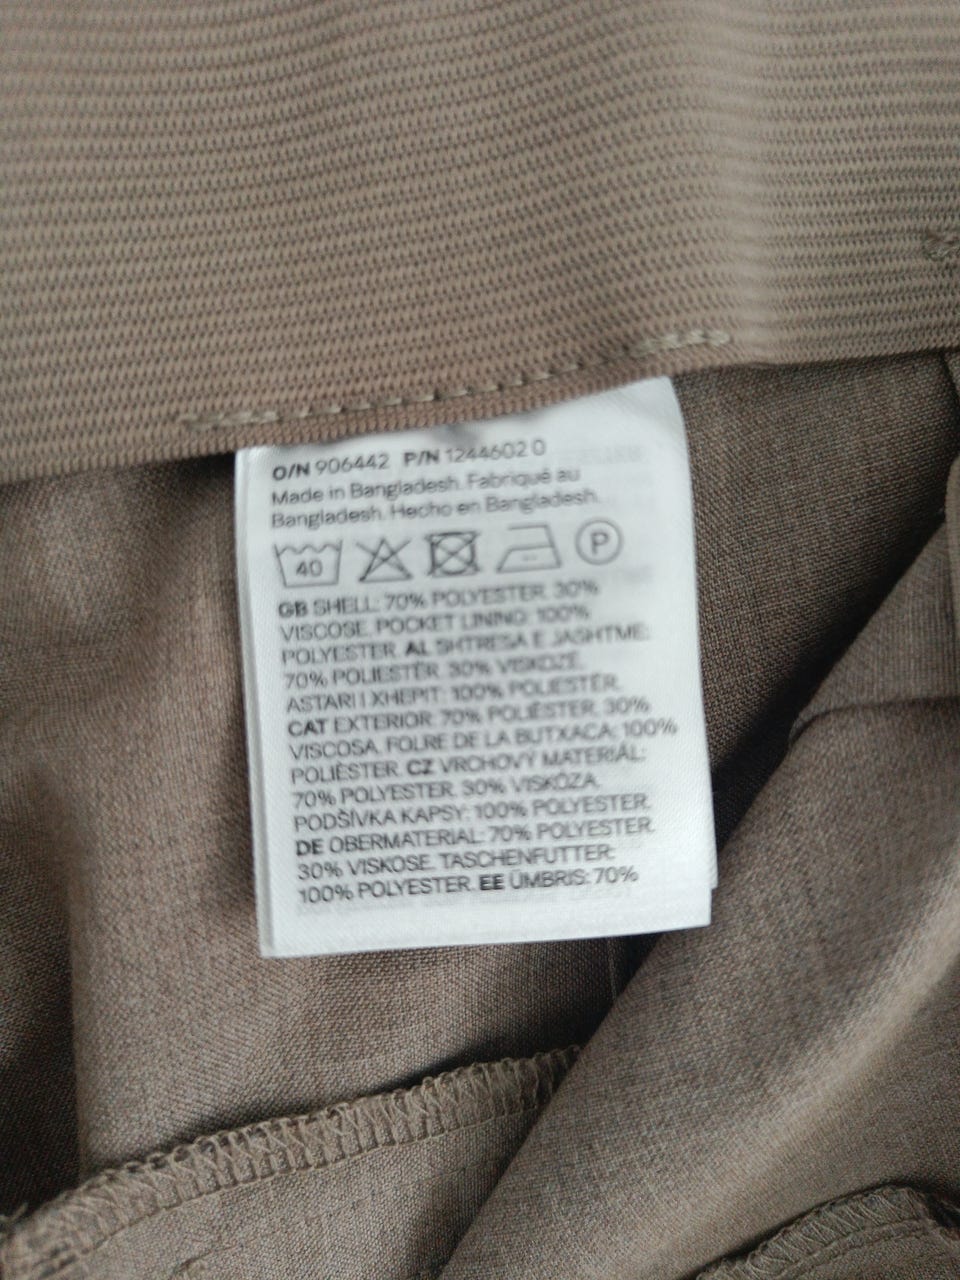 O/N 906442 P/N 1244602 0
Made in Bangladesh. Fabriqué au
Bangladesh. Hecho en Bangladesh.
40 P
GB SHELL: 70% POLYESTER. 30%
VISCOSE. POCKET LINING: 100%
POLYESTER. AL SHTRESA E JASHTME:
70% POLIESTËR. 30% VISKOZË.
ASTARI I XHEPIT: 100% POLIESTËR.
CAT EXTERIOR: 70% POLIÈSTER. 30%
VISCOSA. FOLRE DE LA BUTXACA: 100%
POLIÈSTER. CZ VRCHOVÝ MATERIÁL:
70% POLYESTER. 30% VISKÓZA.
PODŠÍVKA KAPSY: 100% POLYESTER.
DE OBERMATERIAL: 70% POLYESTER.
30% VISKOSE. TASCHENFUTTER:
100% POLYESTER. EE ÜMBRIS: 70%